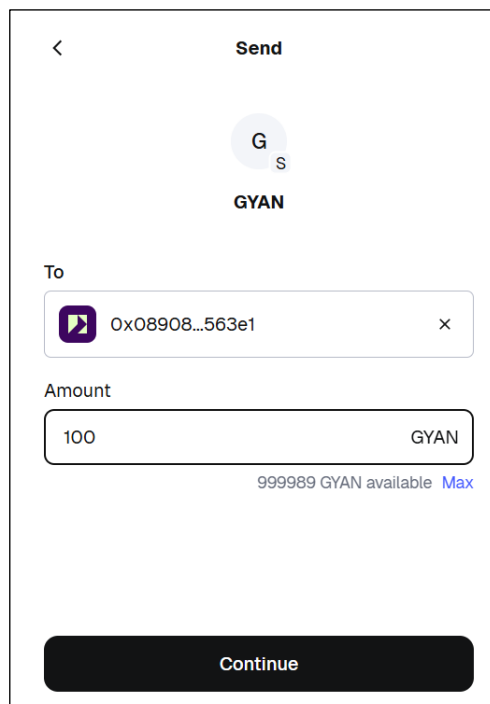 Send
G
S
GYAN
To
0x08908...563e1
Amount
100 GYAN
999989 GYAN available Max
Continue